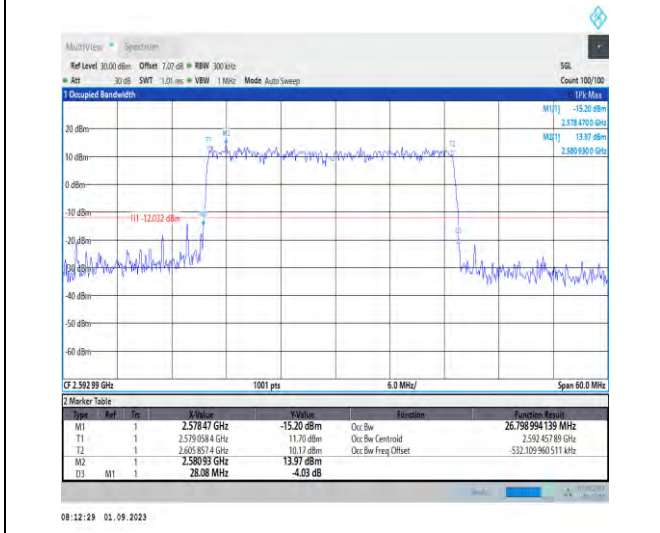 MultiView Spectrum
Ref Level 30.00 dBm Offset 7.07 dB RBW 300 kHz SGL
Att 30 dB SWT 1.01 ms VBW 1 MHz Mode Auto Sweep Count 100/100
1 Occupied Bandwidth 1Pk Max
M1[1] -15.20 dBm
2.578 4700 GHz
M2[1] 13.97 dBm
2.580 9300 GHz
20 dBm
T1 M2 T2
10 dBm
0 dBm
-10 dBm
H1 -12.032 dBm
-20 dBm
-30 dBm
-40 dBm
-50 dBm
-60 dBm
CF 2.592 99 GHz 1001 pts 6.0 MHz/ Span 60.0 MHz
2 Marker Table
Type Ref Trc X-Value Y-Value Function Function Result
M1 1 2.578 47 GHz -15.20 dBm Occ Bw 26.798 994 139 MHz
T1 1 2.579 058 4 GHz 11.70 dBm Occ Bw Centroid 2.592 457 89 GHz
T2 1 2.605 857 4 GHz 10.17 dBm Occ Bw Freq Offset -532.109 960 511 kHz
M2 1 2.580 93 GHz 13.97 dBm
D3 M1 1 28.08 MHz -4.03 dB
08:12:29 01.09.2023